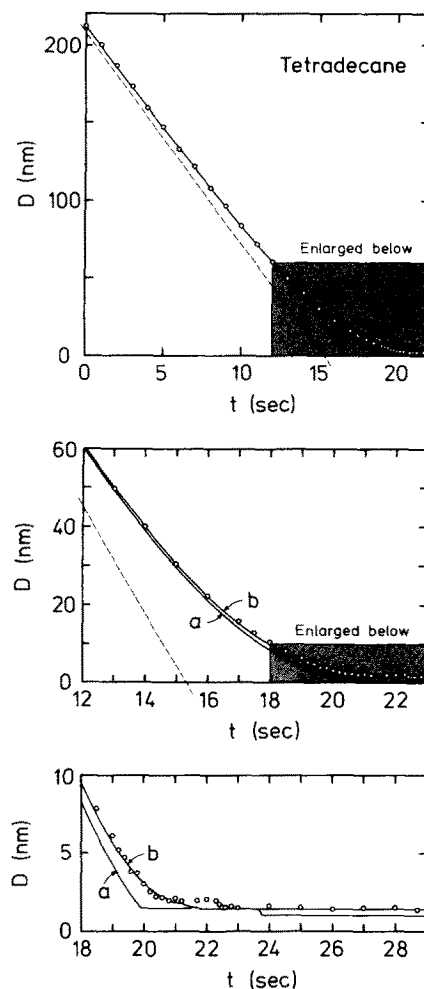 Tetradecane
200
100
0
D (nm)
Enlarged below
0 5 10 15 20
t (sec)
60
40
20
0
D (nm)
b
a
Enlarged below
12 14 16 18 20 22
t (sec)
10
5
0
D (nm)
b
a
18 20 22 24 26 28
t (sec)